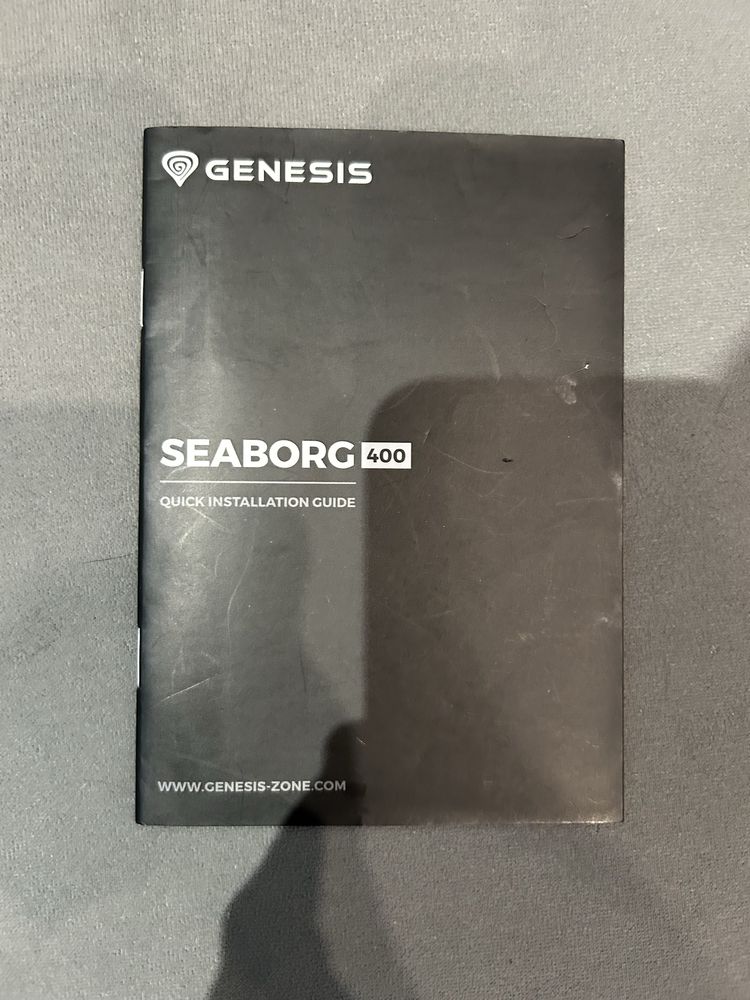 GENESIS
SEABORG 400
QUICK INSTALLATION GUIDE
WWW.GENESIS-ZONE.COM